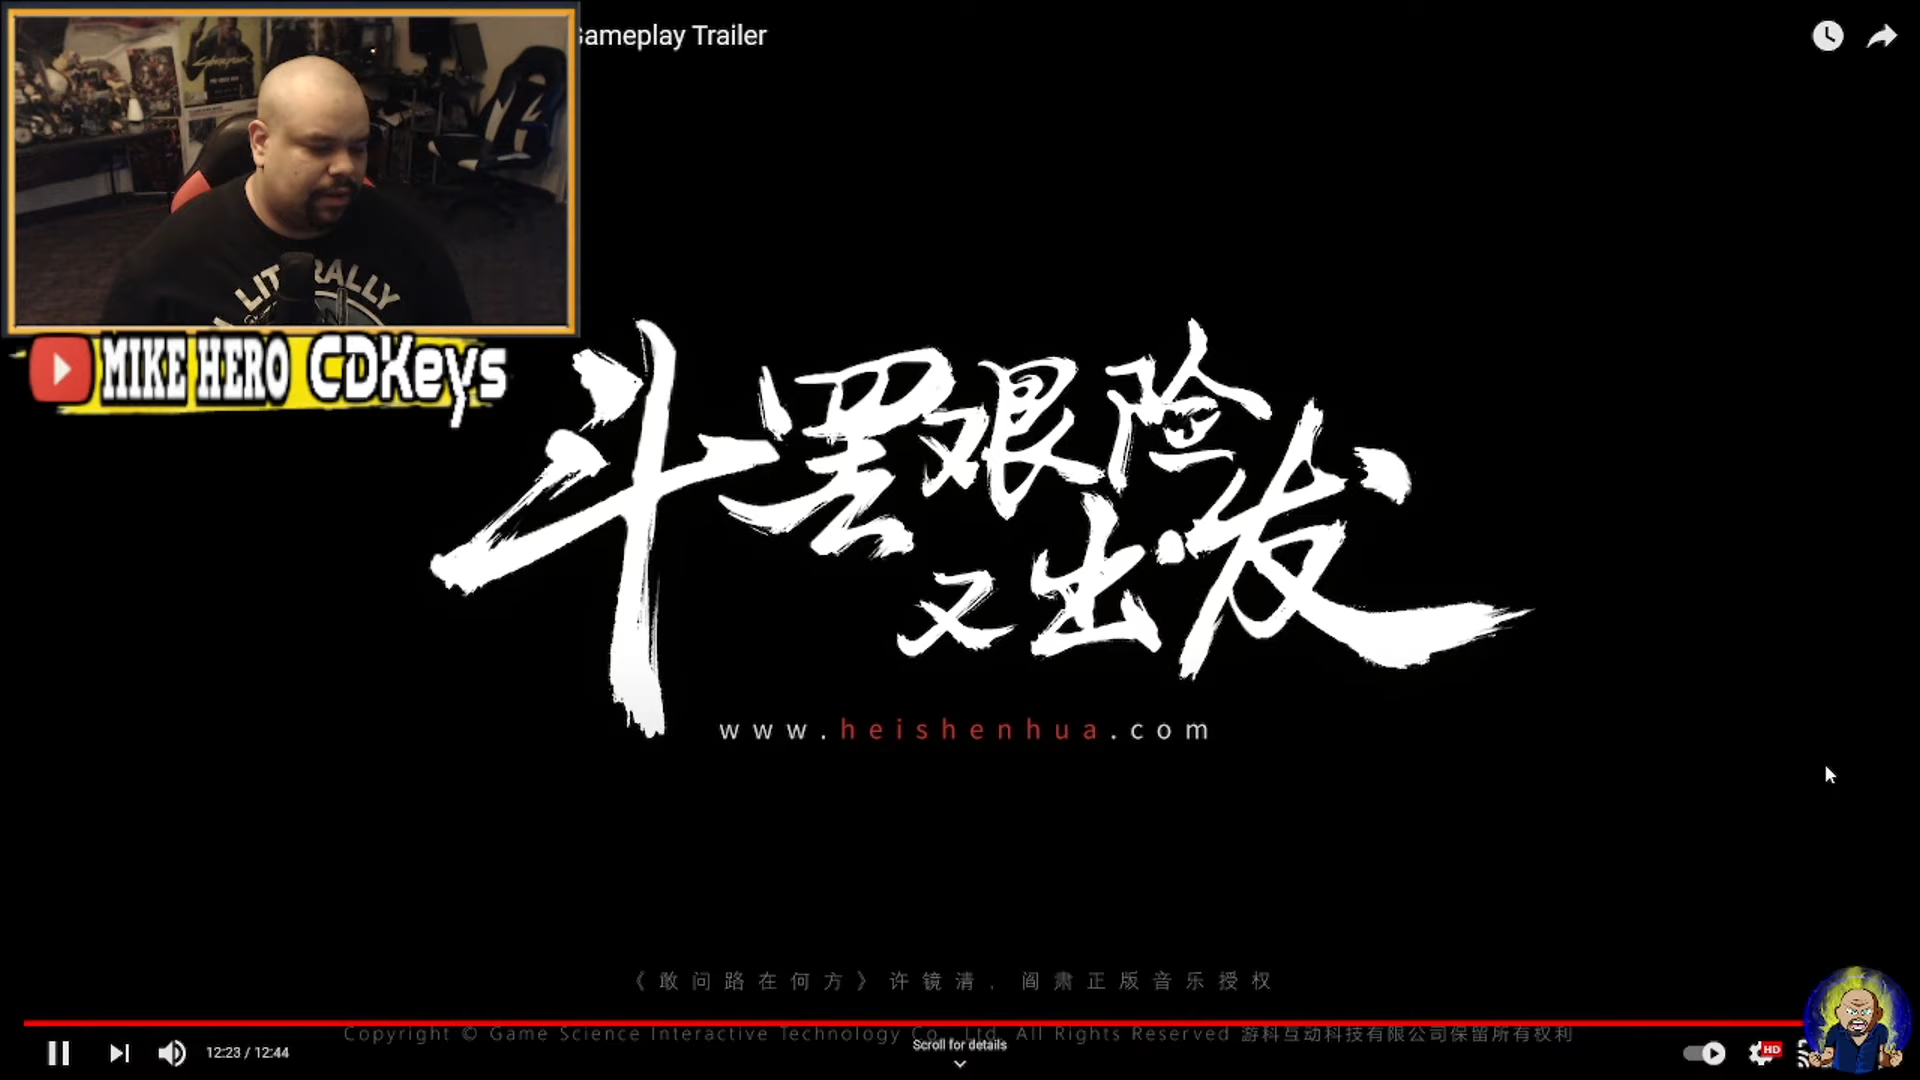 Gameplay Trailer
LITERALLY
MIKE HERO CDKeys
斗罢艰险
又出发
www.heishenhua.com
《敢问路在何方》许镜清，阎肃正版音乐授权
Copyright © Game Science Interactive Technology Co., Ltd. All Rights Reserved 游科互动科技有限公司保留所有权利
12:23 / 12:44
Scroll for details
HD